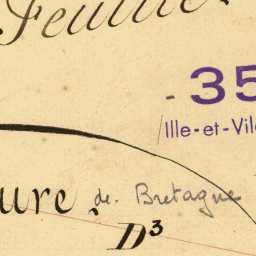 Feuille
- 35
Ille-et-Vil
ure, de Bretagne
D³